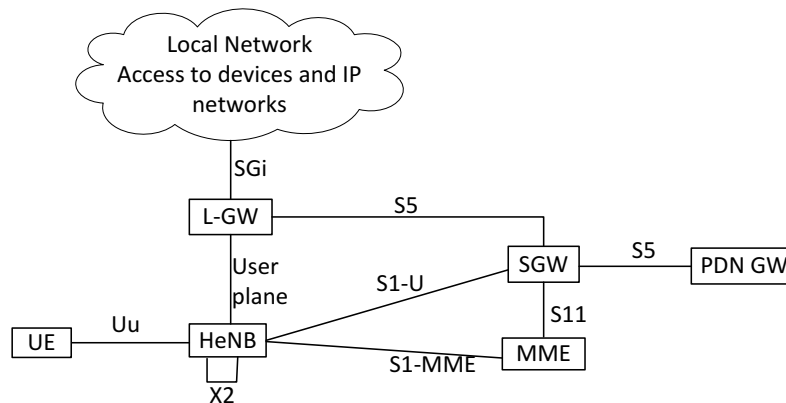 Local Network
Access to devices and IP
networks
SGi
L-GW
S5
User
plane
S1-U
SGW
S5
PDN GW
S11
UE
Uu
HeNB
S1-MME
MME
X2